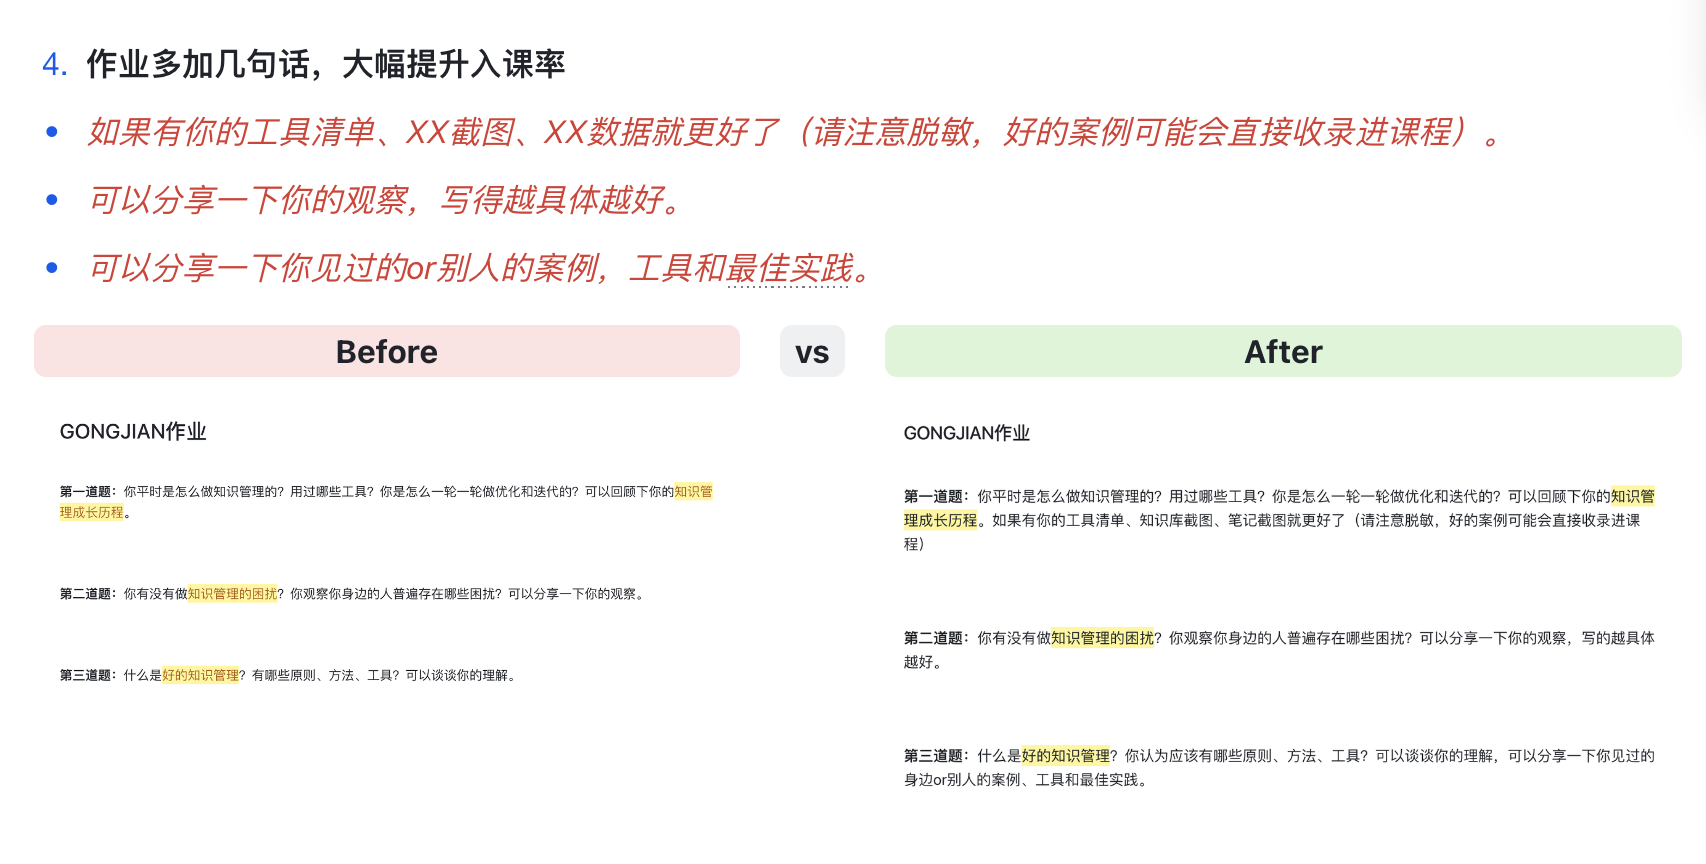 4. 作业多加几句话，大幅提升入课率
如果有你的工具清单、XX截图、XX数据就更好了（请注意脱敏，好的案例可能会直接收录进课程）。
可以分享一下你的观察，写得越具体越好。
可以分享一下你见过的or别人的案例，工具和最佳实践。
Before
vs
After
GONGJIAN作业
第一道题：你平时是怎么做知识管理的？用过哪些工具？你是怎么一轮一轮做优化和迭代的？可以回顾下你的知识管
理成长历程。
第二道题：你有没有做知识管理的困扰？你观察你身边的人普遍存在哪些困扰？可以分享一下你的观察。
第三道题：什么是好的知识管理？有哪些原则、方法、工具？可以谈谈你的理解。
GONGJIAN作业
第一道题：你平时是怎么做知识管理的？用过哪些工具？你是怎么一轮一轮做优化和迭代的？可以回顾下你的知识管
理成长历程。如果有你的工具清单、知识库截图、笔记截图就更好了（请注意脱敏，好的案例可能会直接收录进课
程）
第二道题：你有没有做知识管理的困扰？你观察你身边的人普遍存在哪些困扰？可以分享一下你的观察，写的越具体
越好。
第三道题：什么是好的知识管理？你认为应该有哪些原则、方法、工具？可以谈谈你的理解，可以分享一下你见过的
身边or别人的案例、工具和最佳实践。